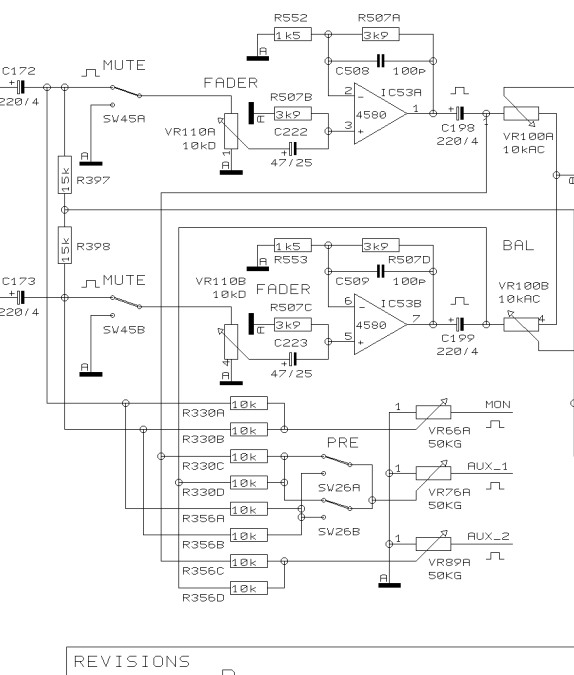 R552
1k5
R507A
3k9
A
C508
100p
C172
220/4
MUTE
SW45A
A
FADER
VR110A
10kD
1
A
R507B
3k9
A
C222
+
47/25
2
-
3
+
IC53A
4580
1
+
C198
220/4
1
VR100A
10kAC
15k
R397
15k
R398
A
1k5
R553
3k9
R507D
C509
100p
BAL
C173
220/4
MUTE
SW45B
A
VR110B
10kD
FADER
4
A
R507C
3k9
A
C223
+
47/25
6
-
5
+
IC53B
4580
7
+
C199
220/4
VR100B
10kAC
4
R330A
10k
R330B
10k
R330C
10k
R330D
10k
R356A
10k
R356B
10k
R356C
10k
R356D
10k
PRE
SW26A
SW26B
1
VR66A
50KG
MON
1
VR76A
50KG
AUX_1
1
VR89A
50KG
AUX_2
A
REVISIONS